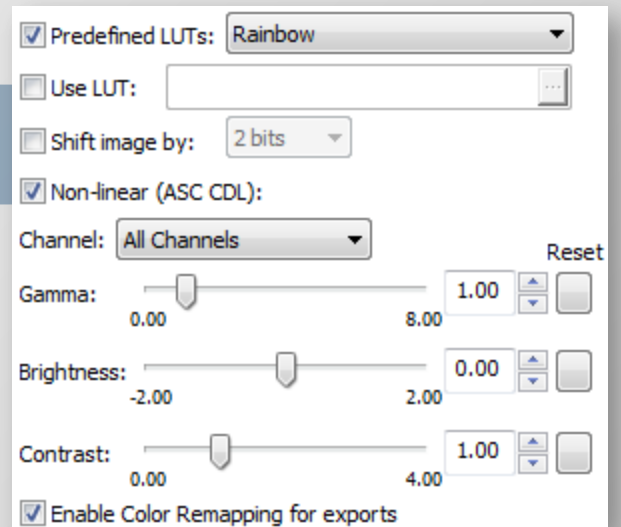 Predefined LUTs: Rainbow
Use LUT: ...
Shift image by: 2 bits
Non-linear (ASC CDL):
Channel: All Channels
Reset
Gamma: 1.00
0.00 8.00
Brightness: 0.00
-2.00 2.00
Contrast: 1.00
0.00 4.00
Enable Color Remapping for exports